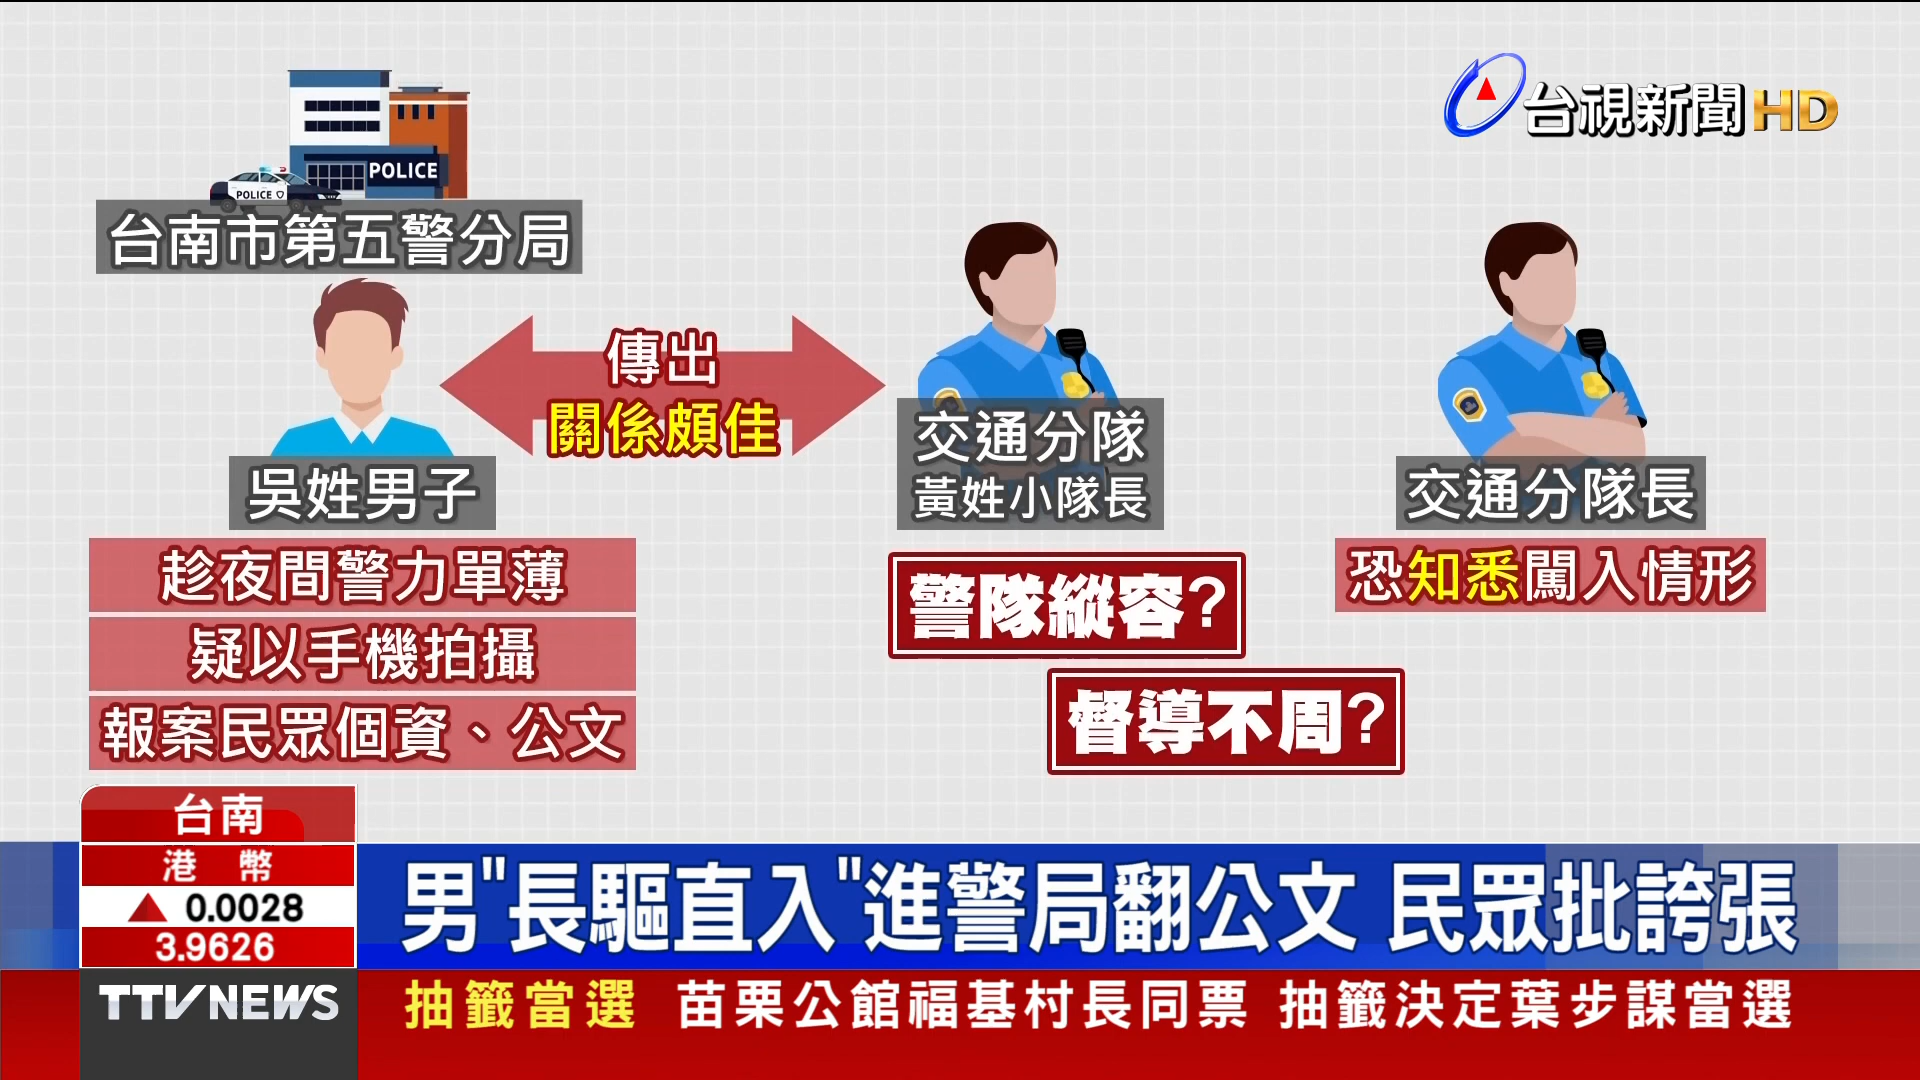 台視新聞HD
POLICE
POLICE
台南市第五警分局
傳出
關係頗佳
吳姓男子
趁夜間警力單薄
疑以手機拍攝
報案民眾個資、公文
交通分隊
黃姓小隊長
警隊縱容?
督導不周?
交通分隊長
恐知悉闖入情形
台南
港 幣
▲ 0.0028
3.9626
男"長驅直入"進警局翻公文 民眾批誇張
TTV NEWS
抽籤當選 苗栗公館福基村長同票 抽籤決定葉步謀當選